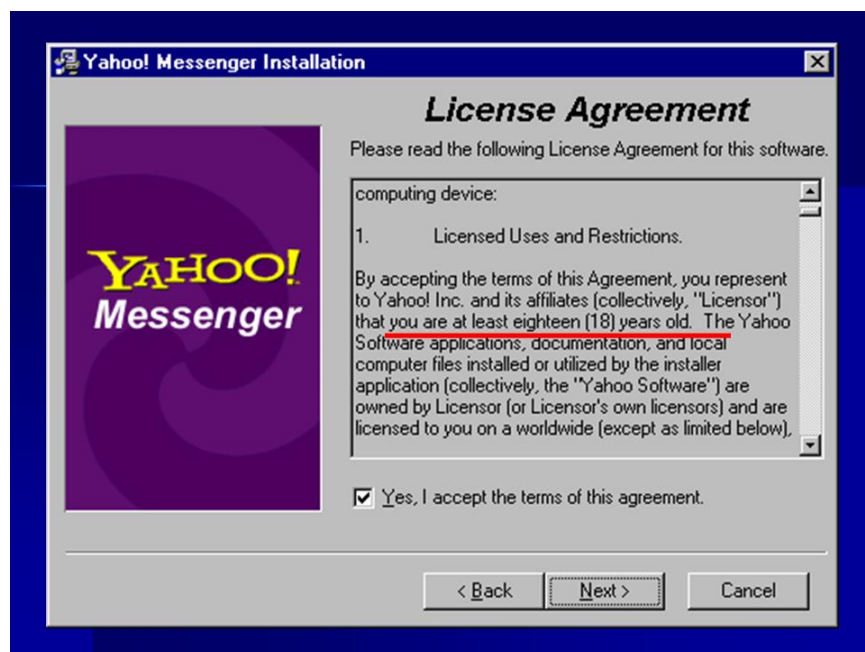 Yahoo! Messenger Installation
License Agreement
Please read the following License Agreement for this software.
computing device:
1. Licensed Uses and Restrictions.
By accepting the terms of this Agreement, you represent
to Yahoo! Inc. and its affiliates (collectively, "Licensor")
that you are at least eighteen (18) years old. The Yahoo
Software applications, documentation, and local
computer files installed or utilized by the installer
application (collectively, the "Yahoo Software") are
owned by Licensor (or Licensor's own licensors) and are
licensed to you on a worldwide (except as limited below),
YAHOO!
Messenger
Yes, I accept the terms of this agreement.
< Back
Next >
Cancel